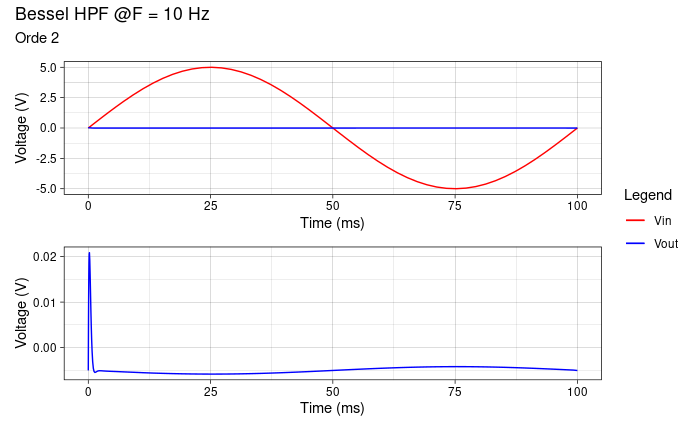 Bessel HPF @F = 10 Hz
Orde 2
Voltage (V)
5.0
2.5
0.0
-2.5
-5.0
0 25 50 75 100
Time (ms)
Legend
Vin
Vout
Voltage (V)
0.02
0.01
0.00
0 25 50 75 100
Time (ms)